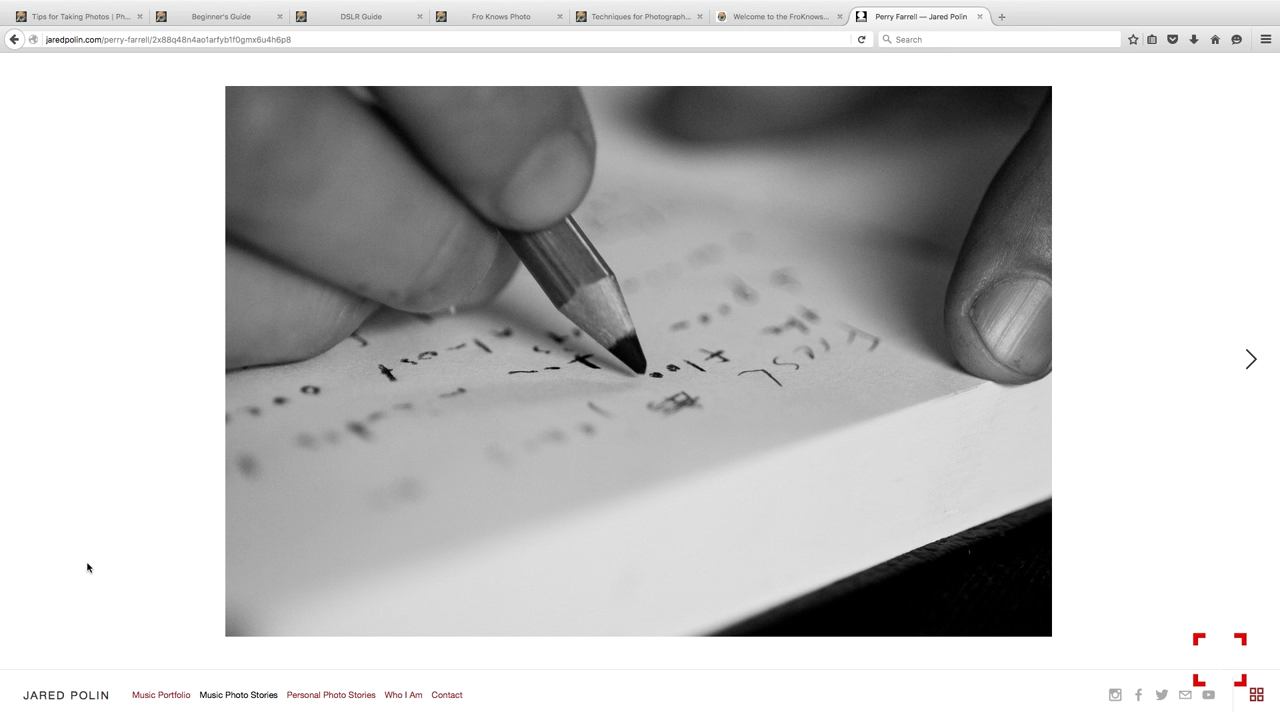 Tips for Taking Photos | Ph...
Beginner's Guide
DSLR Guide
Fro Knows Photo
Techniques for Photograph...
Welcome to the FroKnows...
Perry Farrell — Jared Polin
jaredpolin.com/perry-farrell/2x88q48n4ao1arfyb1f0gmx6u4h6p8
Search
JARED POLIN
Music Portfolio
Music Photo Stories
Personal Photo Stories
Who I Am
Contact